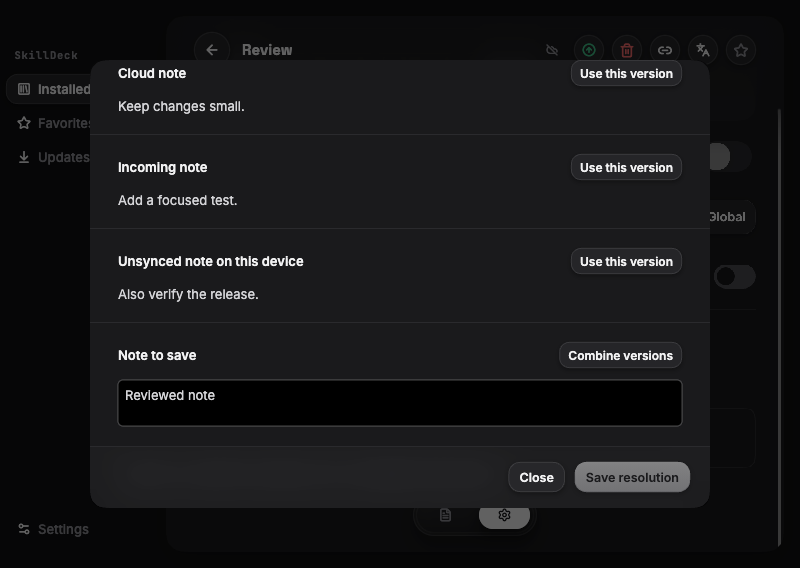 SkillDeck
Review
Installed
Favorites
Updates
Cloud note
Use this version
Keep changes small.
Incoming note
Use this version
Add a focused test.
Global
Unsynced note on this device
Use this version
Also verify the release.
Note to save
Combine versions
Reviewed note
Close
Save resolution
Settings